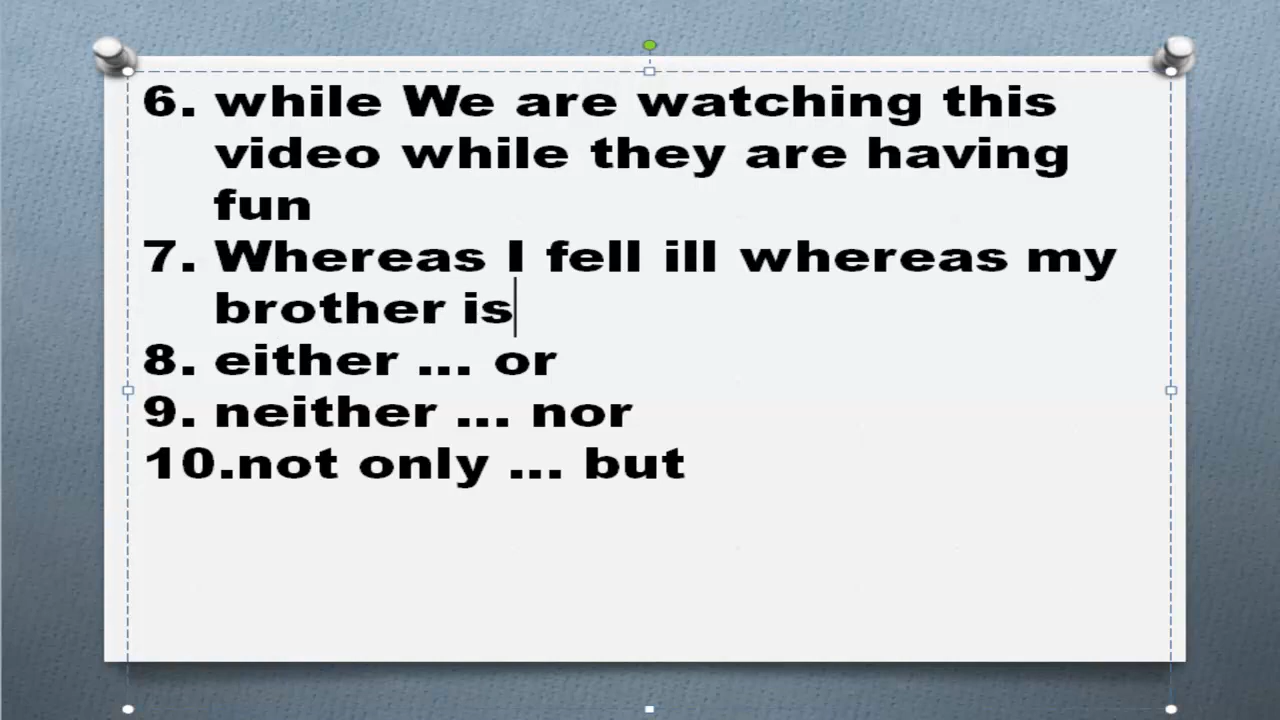 6. while We are watching this
video while they are having
fun
7. Whereas I fell ill whereas my
brother is
8. either ... or
9. neither ... nor
10.not only ... but